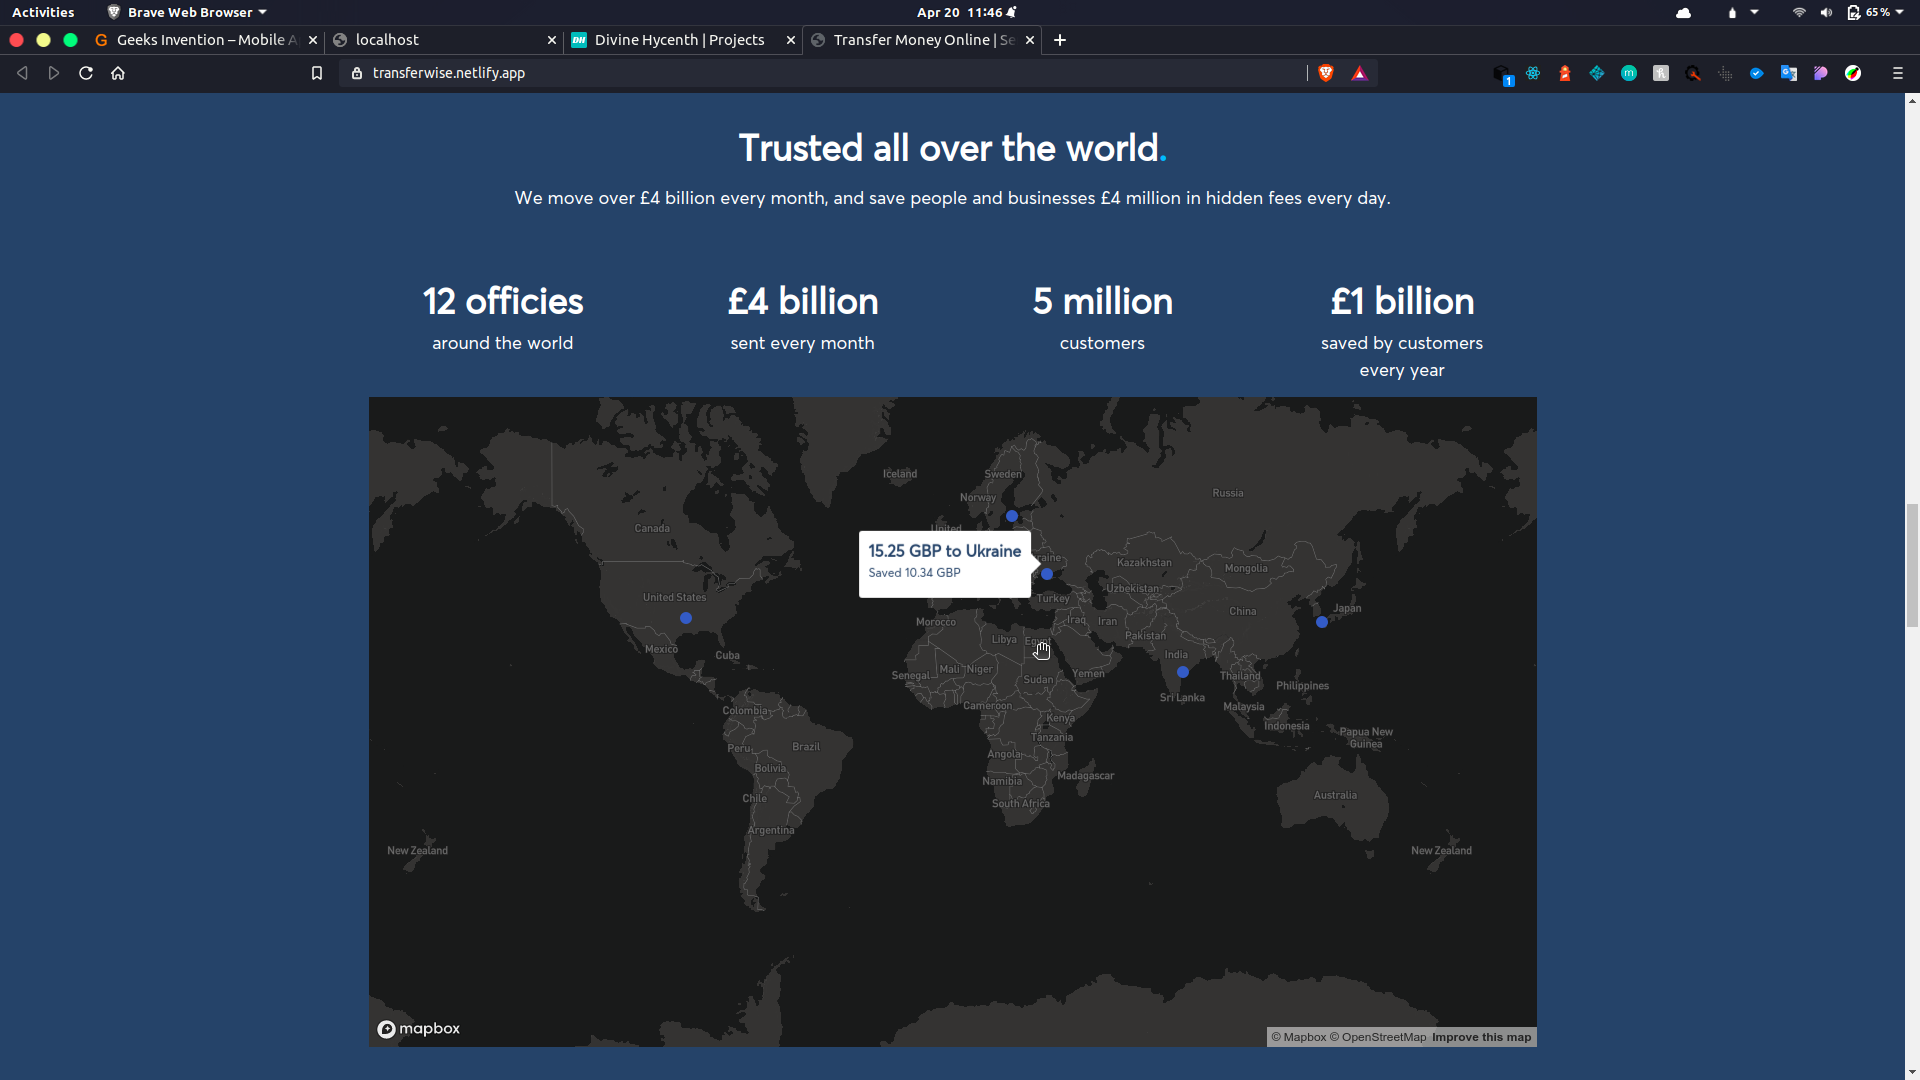 Activities
Brave Web Browser
Apr 20 11:46
65 %
Geeks Invention – Mobile A
localhost
DH
Divine Hycenth | Projects
Transfer Money Online | Se
transferwise.netlify.app
1
Trusted all over the world.
We move over £4 billion every month, and save people and businesses £4 million in hidden fees every day.
12 officies
around the world
£4 billion
sent every month
5 million
customers
£1 billion
saved by customers
every year
Iceland
Sweden
Norway
Russia
Canada
United
15.25 GBP to Ukraine
Saved 10.34 GBP
raine
Kazakhstan
Mongolia
Uzbekistan
United States
Turkey
China
Japan
Morocco
Iraq
Iran
Pakistan
Libya
Egypt
Mexico
Cuba
India
Mali
Niger
Senegal
Sudan
Yemen
Thailand
Philippines
Sri Lanka
Colombia
Cameroon
Malaysia
Kenya
Indonesia
Papua New
Guinea
Tanzania
Peru
Brazil
Angola
Bolivia
Namibia
Madagascar
Chile
South Africa
Australia
Argentina
New Zealand
New Zealand
mapbox
© Mapbox © OpenStreetMap Improve this map